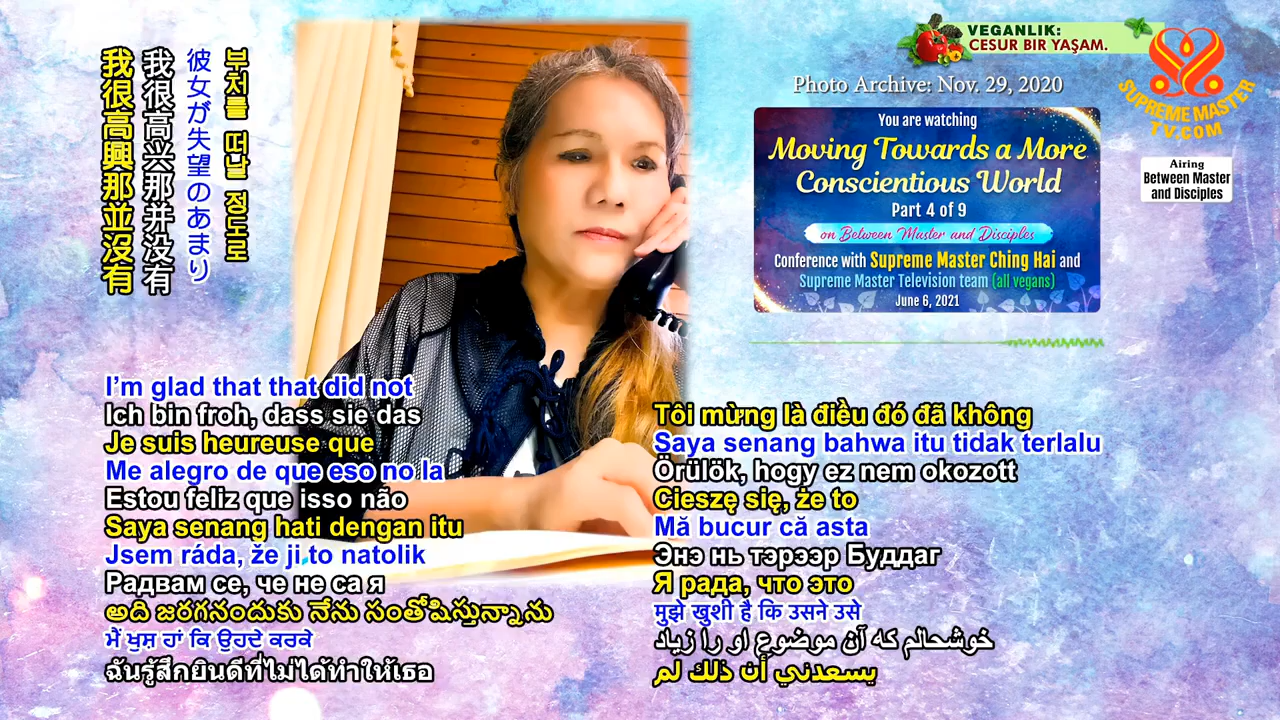 我很高興那並沒有
我很高兴那并没有
彼女が失望のあまり
부처를 떠날 정도로
VEGANLIK:
CESUR BIR YAŞAM.
SUPREME MASTER
TV.COM
Photo Archive: Nov. 29, 2020
You are watching
Moving Towards a More
Conscientious World
Part 4 of 9
on Between Master and Disciples
Conference with Supreme Master Ching Hai and
Supreme Master Television team (all vegans)
June 6, 2021
Airing
Between Master
and Disciples
I’m glad that that did not
Ich bin froh, dass sie das
Je suis heureuse que
Me alegro de que eso no la
Estou feliz que isso não
Saya senang hati dengan itu
Jsem ráda, že ji to natolik
Радвам се, че не са я
అది జరగనందుకు నేను సంతోషిస్తున్నాను
ਮੈਂ ਖੁਸ਼ ਹਾਂ ਕਿ ਉਹਦੇ ਕਰਕੇ
ฉันรู้สึกยินดีที่ไม่ได้ทำให้เธอ
Tôi mừng là điều đó đã không
Saya senang bahwa itu tidak terlalu
Örülök, hogy ez nem okozott
Cieszę się, że to
Mă bucur că asta
Энэ нь тэрээр Буддаг
Я рада, что это
मुझे खुशी है कि उसने उसे
خوشحالم که آن موضوع او را زیاد
يسعدني أن ذلك لم